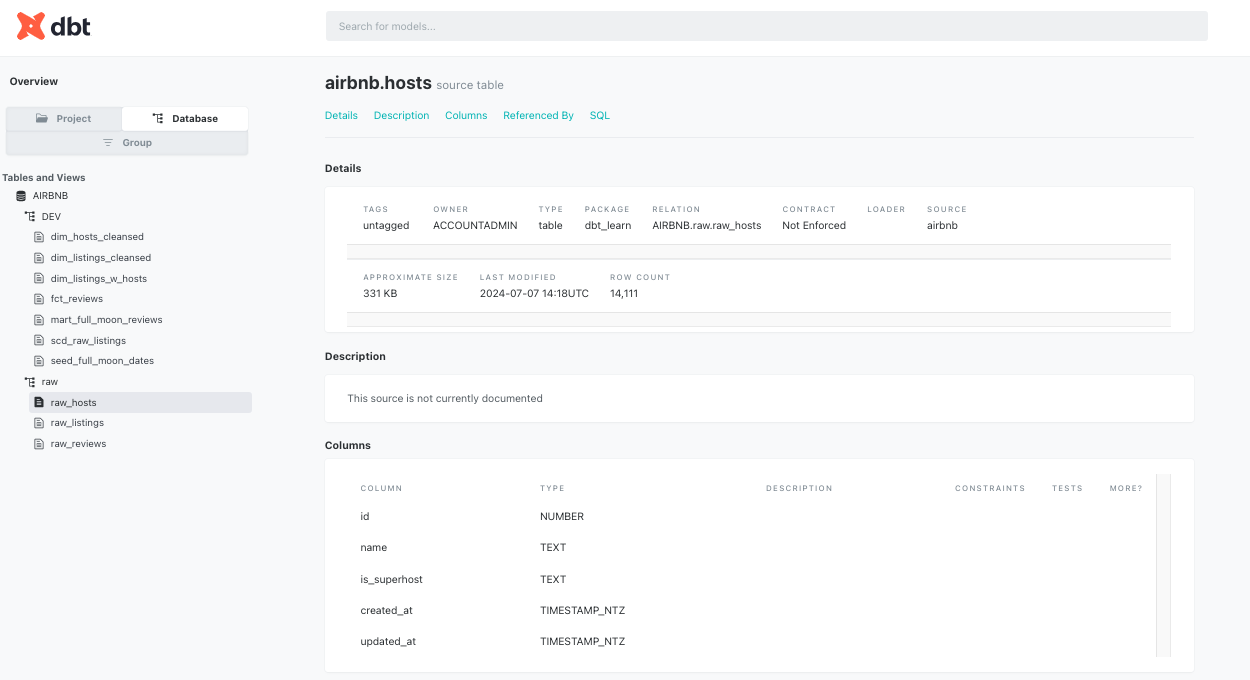 dbt
Search for models...
Overview
Project
Database
Group
Tables and Views
AIRBNB
DEV
dim_hosts_cleansed
dim_listings_cleansed
dim_listings_w_hosts
fct_reviews
mart_full_moon_reviews
scd_raw_listings
seed_full_moon_dates
raw
raw_hosts
raw_listings
raw_reviews
airbnb.hosts source table
Details Description Columns Referenced By SQL
Details
TAGS OWNER TYPE PACKAGE RELATION CONTRACT LOADER SOURCE
untagged ACCOUNTADMIN table dbt_learn AIRBNB.raw.raw_hosts Not Enforced airbnb
APPROXIMATE SIZE LAST MODIFIED ROW COUNT
331 KB 2024-07-07 14:18UTC 14,111
Description
This source is not currently documented
Columns
COLUMN TYPE DESCRIPTION CONSTRAINTS TESTS MORE?
id NUMBER
name TEXT
is_superhost TEXT
created_at TIMESTAMP_NTZ
updated_at TIMESTAMP_NTZ